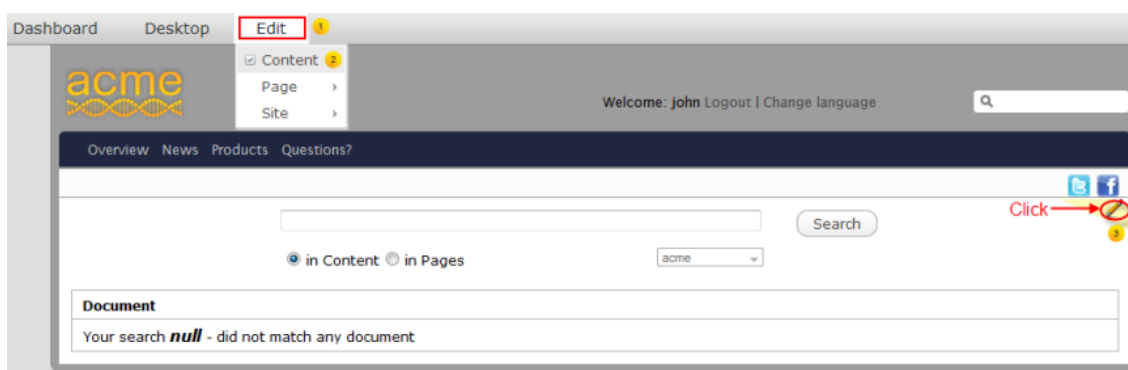 Dashboard Desktop Edit 1
Content 2
Page
Site
acme
Welcome: john Logout | Change language
Overview News Products Questions?
Click
3
Search
in Content in Pages
acme
Document
Your search null - did not match any document